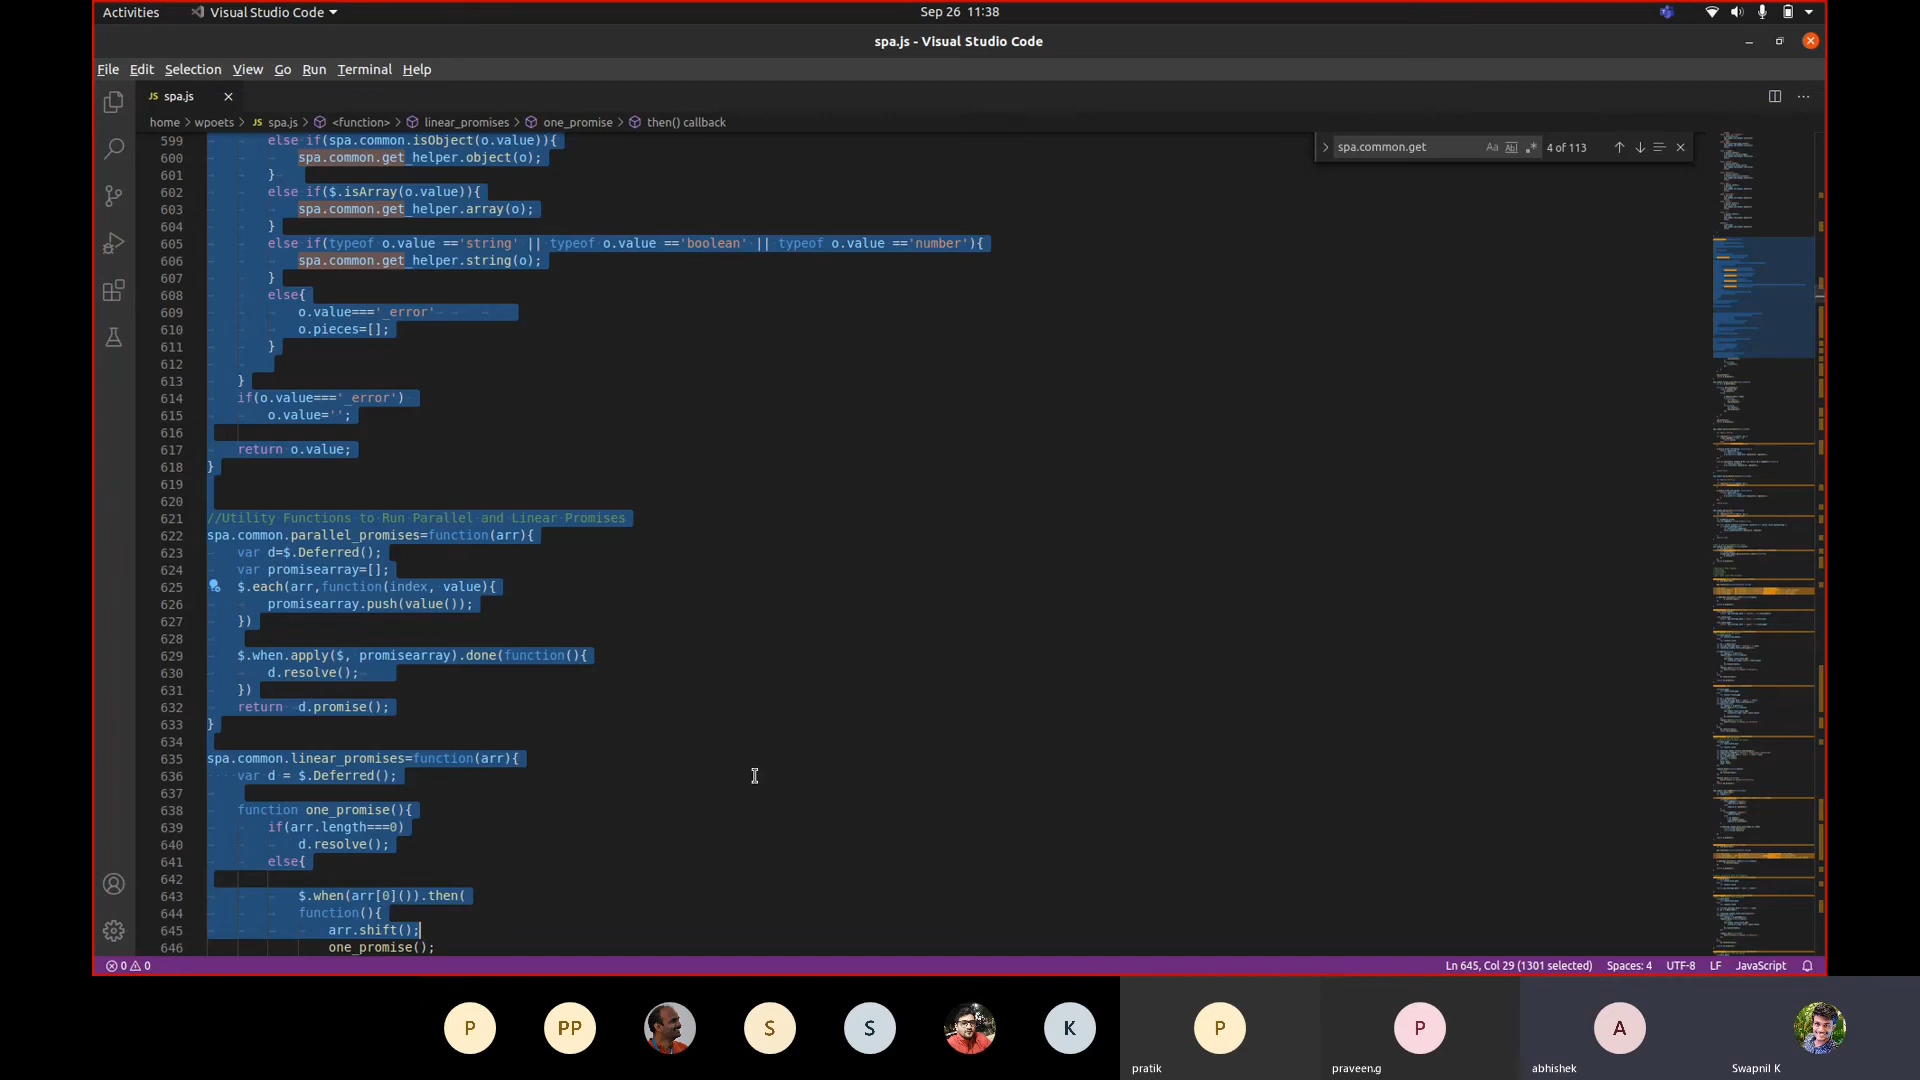 Activities
Visual Studio Code
Sep 26 11:38
spa.js - Visual Studio Code
File Edit Selection View Go Run Terminal Help
JS spa.js
home > wpoets > JS spa.js > <function> > linear_promises > one_promise > then() callback
spa.common.get
Aa Abl .* 4 of 113
599 else if(spa.common.isObject(o.value)){
600 spa.common.get_helper.object(o);
601 }
602 else if($.isArray(o.value)){
603 spa.common.get_helper.array(o);
604 }
605 else if(typeof o.value =='string' || typeof o.value =='boolean' || typeof o.value =='number'){
606 spa.common.get_helper.string(o);
607 }
608 else{
609 o.value==='_error'
610 o.pieces=[];
611 }
612
613 }
614 if(o.value==='_error')
615 o.value='';
616
617 return o.value;
618 }
619
620
621 //Utility Functions to Run Parallel and Linear Promises
622 spa.common.parallel_promises=function(arr){
623 var d=$.Deferred();
624 var promisearray=[];
625 $.each(arr,function(index, value){
626 promisearray.push(value());
627 })
628
629 $.when.apply($, promisearray).done(function(){
630 d.resolve();
631 })
632 return d.promise();
633 }
634
635 spa.common.linear_promises=function(arr){
636 var d = $.Deferred();
637
638 function one_promise(){
639 if(arr.length===0)
640 d.resolve();
641 else{
642
643 $.when(arr[0]()).then(
644 function(){
645 arr.shift();
646 one_promise();
0 0
Ln 645, Col 29 (1301 selected) Spaces: 4 UTF-8 LF JavaScript
P PP S S K P P A
pratik praveen.g abhishek Swapnil K